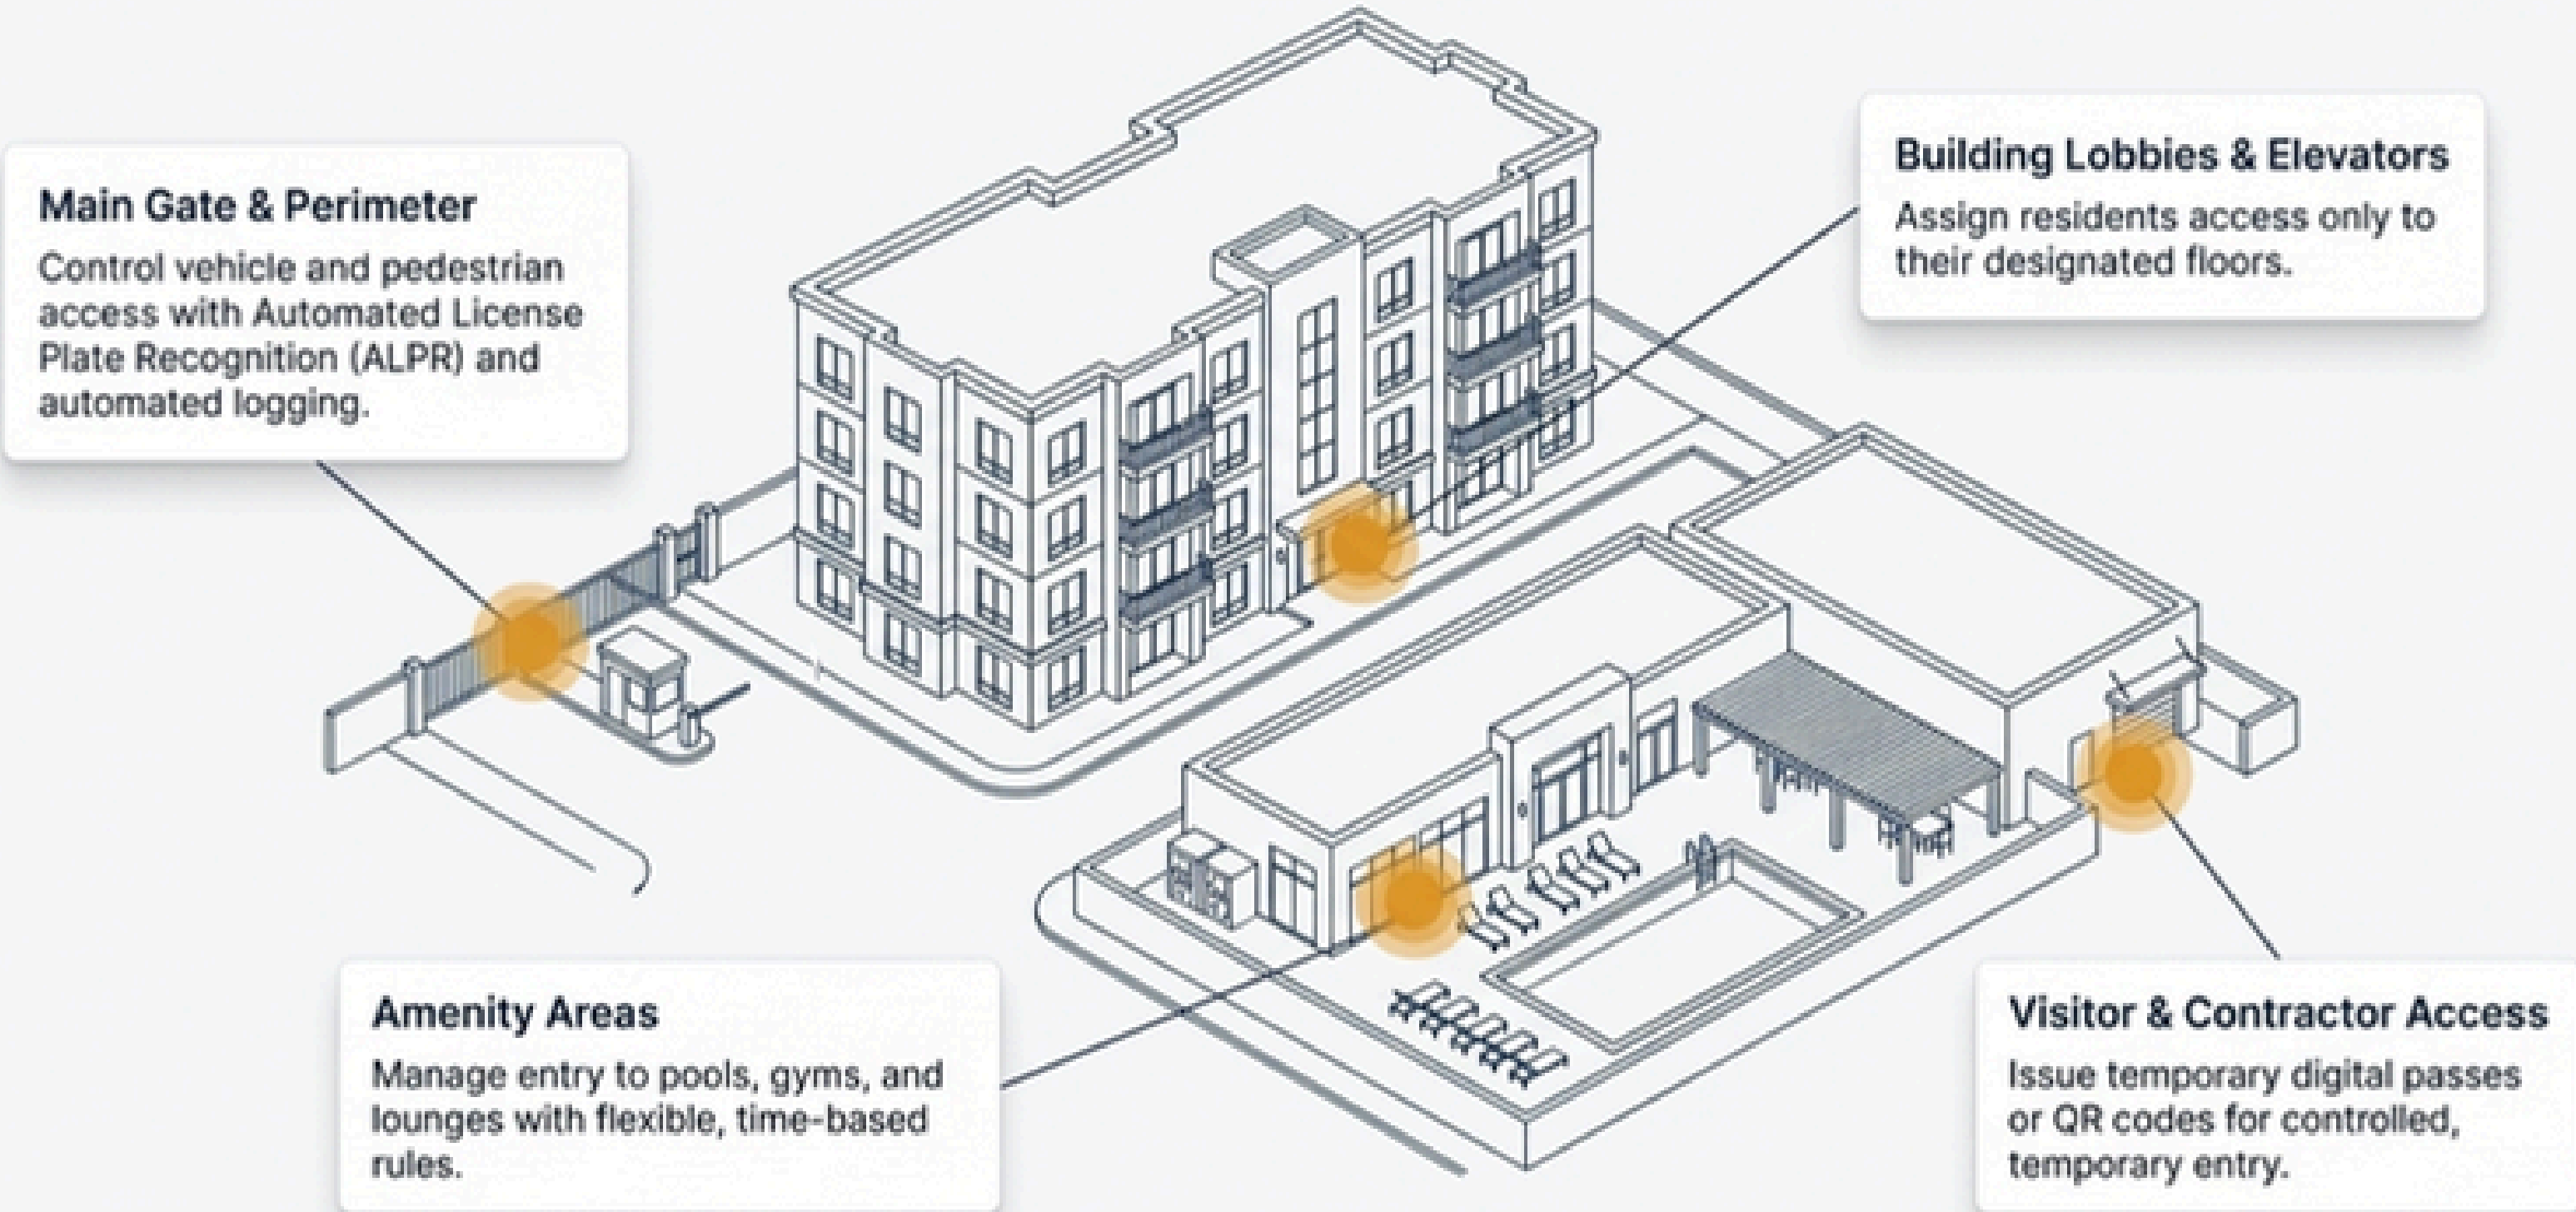 Main Gate & Perimeter
Control vehicle and pedestrian
access with Automated License
Plate Recognition (ALPR) and
automated logging.
Building Lobbies & Elevators
Assign residents access only to
their designated floors.
Amenity Areas
Manage entry to pools, gyms, and
lounges with flexible, time-based
rules.
Visitor & Contractor Access
Issue temporary digital passes
or QR codes for controlled,
temporary entry.